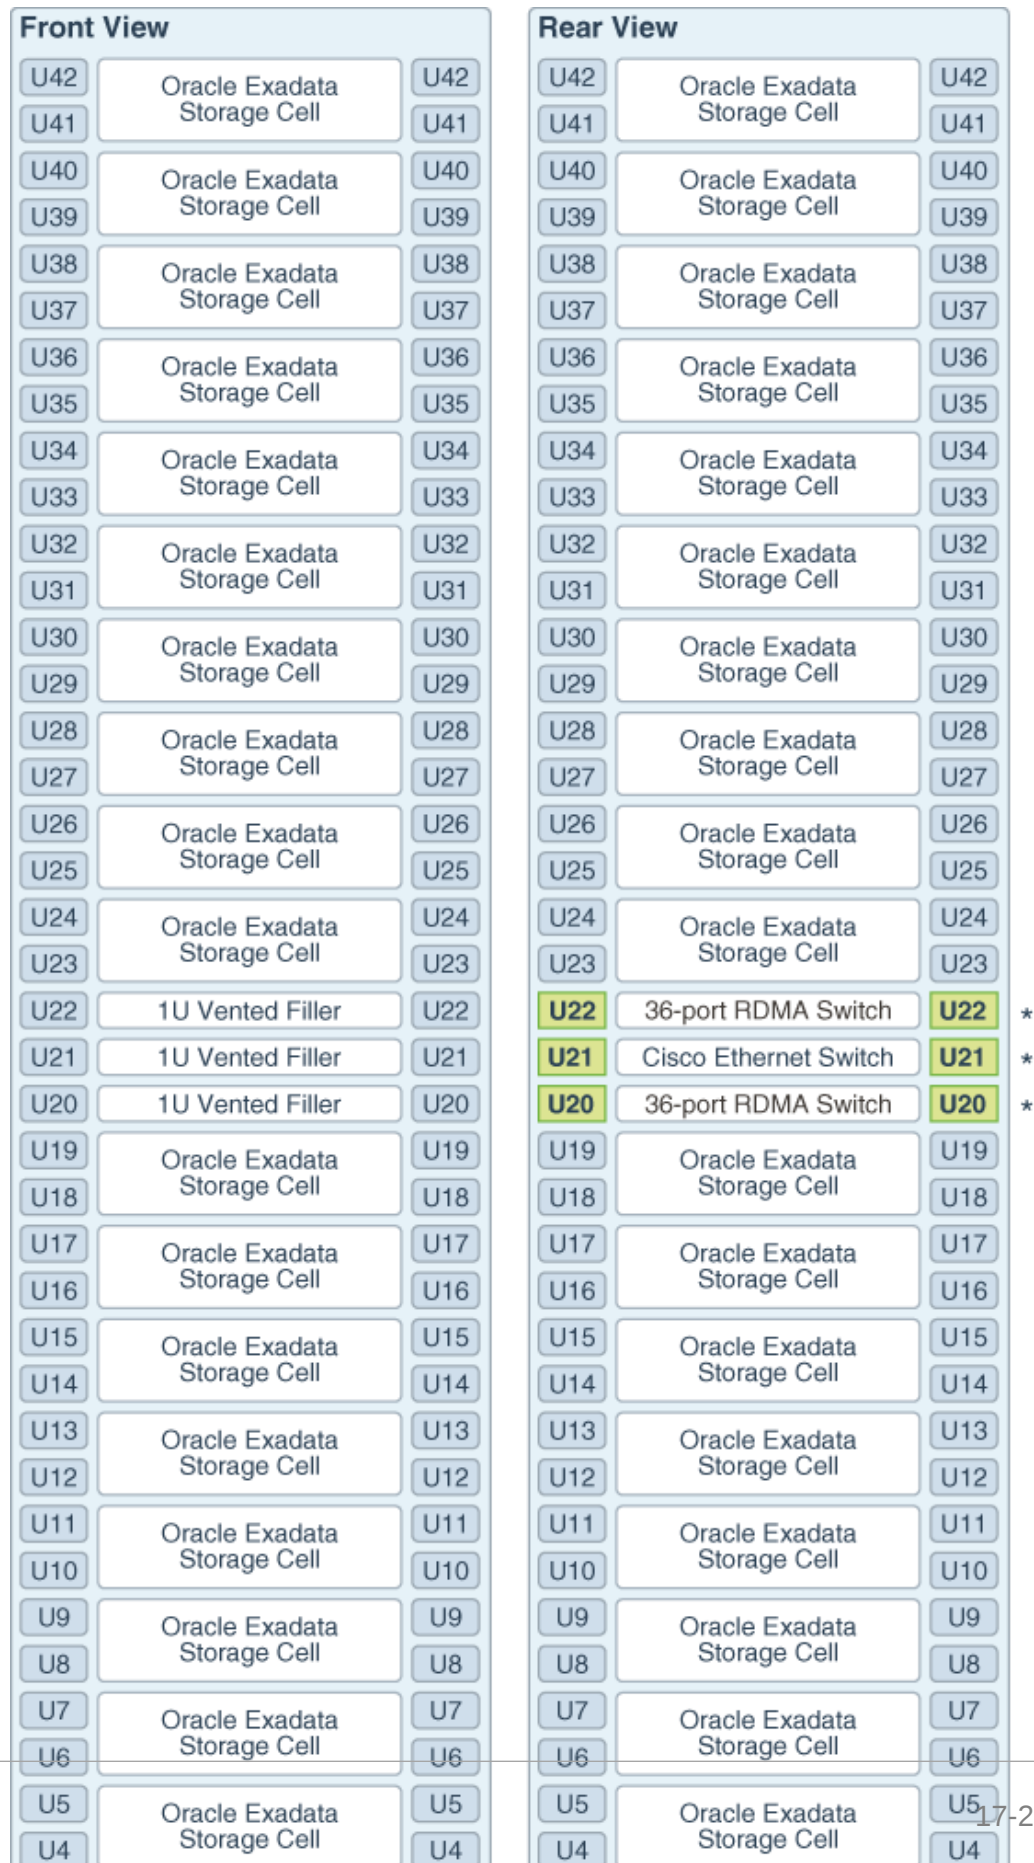 Front View
U42 Oracle Exadata U42
Storage Cell
U41 U41
U40 Oracle Exadata U40
Storage Cell
U39 U39
U38 Oracle Exadata U38
Storage Cell
U37 U37
U36 Oracle Exadata U36
Storage Cell
U35 U35
U34 Oracle Exadata U34
Storage Cell
U33 U33
U32 Oracle Exadata U32
Storage Cell
U31 U31
U30 Oracle Exadata U30
Storage Cell
U29 U29
U28 Oracle Exadata U28
Storage Cell
U27 U27
U26 Oracle Exadata U26
Storage Cell
U25 U25
U24 Oracle Exadata U24
Storage Cell
U23 U23
U22 1U Vented Filler U22
U21 1U Vented Filler U21
U20 1U Vented Filler U20
U19 Oracle Exadata U19
Storage Cell
U18 U18
U17 Oracle Exadata U17
Storage Cell
U16 U16
U15 Oracle Exadata U15
Storage Cell
U14 U14
U13 Oracle Exadata U13
Storage Cell
U12 U12
U11 Oracle Exadata U11
Storage Cell
U10 U10
U9 Oracle Exadata U9
Storage Cell
U8 U8
U7 Oracle Exadata U7
Storage Cell
U6 U6
U5 Oracle Exadata U5
Storage Cell
U4 U4
Rear View
U42 Oracle Exadata U42
Storage Cell
U41 U41
U40 Oracle Exadata U40
Storage Cell
U39 U39
U38 Oracle Exadata U38
Storage Cell
U37 U37
U36 Oracle Exadata U36
Storage Cell
U35 U35
U34 Oracle Exadata U34
Storage Cell
U33 U33
U32 Oracle Exadata U32
Storage Cell
U31 U31
U30 Oracle Exadata U30
Storage Cell
U29 U29
U28 Oracle Exadata U28
Storage Cell
U27 U27
U26 Oracle Exadata U26
Storage Cell
U25 U25
U24 Oracle Exadata U24
Storage Cell
U23 U23
U22 36-port RDMA Switch U22 *
U21 Cisco Ethernet Switch U21 *
U20 36-port RDMA Switch U20 *
U19 Oracle Exadata U19
Storage Cell
U18 U18
U17 Oracle Exadata U17
Storage Cell
U16 U16
U15 Oracle Exadata U15
Storage Cell
U14 U14
U13 Oracle Exadata U13
Storage Cell
U12 U12
U11 Oracle Exadata U11
Storage Cell
U10 U10
U9 Oracle Exadata U9
Storage Cell
U8 U8
U7 Oracle Exadata U7
Storage Cell
U6 U6
U5 Oracle Exadata U5
Storage Cell
U4 U4
17-2